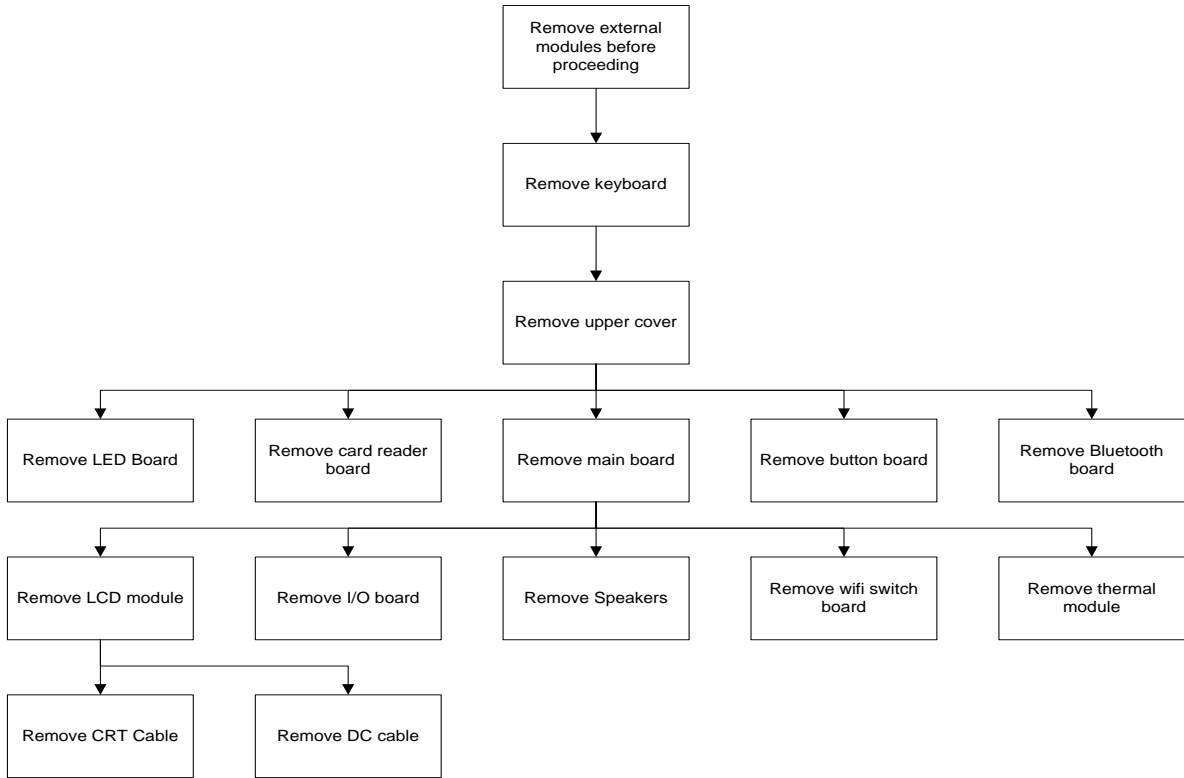 Remove external
modules before
proceeding
Remove keyboard
Remove upper cover
Remove LED Board
Remove card reader
board
Remove main board
Remove button board
Remove Bluetooth
board
Remove LCD module
Remove I/O board
Remove Speakers
Remove wifi switch
board
Remove thermal
module
Remove CRT Cable
Remove DC cable